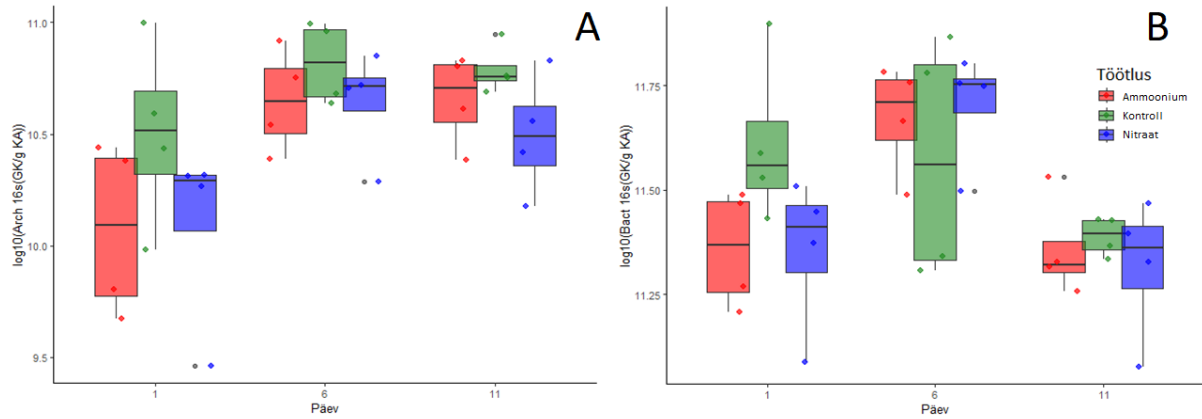 A
log10(Arch 16s(GK/g KA))
11.0
10.5
10.0
9.5
1
6
11
Päev
B
log10(Bact 16s(GK/g KA))
11.75
11.50
11.25
1
6
11
Päev
Töötlus
Ammoonium
Kontroll
Nitraat